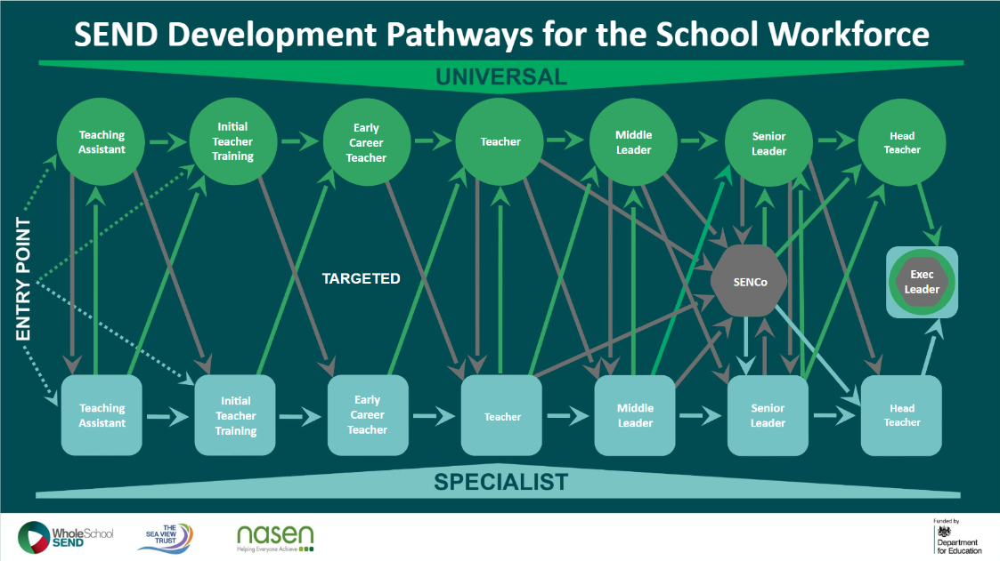 SEND Development Pathways for the School Workforce
UNIVERSAL
Teaching
Assistant
Initial
Teacher
Training
Early
Career
Teacher
Teacher
Middle
Leader
Senior
Leader
Head
Teacher
ENTRY POINT
TARGETED
SENCo
Exec
Leader
Teaching
Assistant
Initial
Teacher
Training
Early
Career
Teacher
Teacher
Middle
Leader
Senior
Leader
Head
Teacher
SPECIALIST
WholeSchool
SEND
THE
SEA VIEW
TRUST
nasen
Helping Everyone Achieve
Funded by
Department
for Education